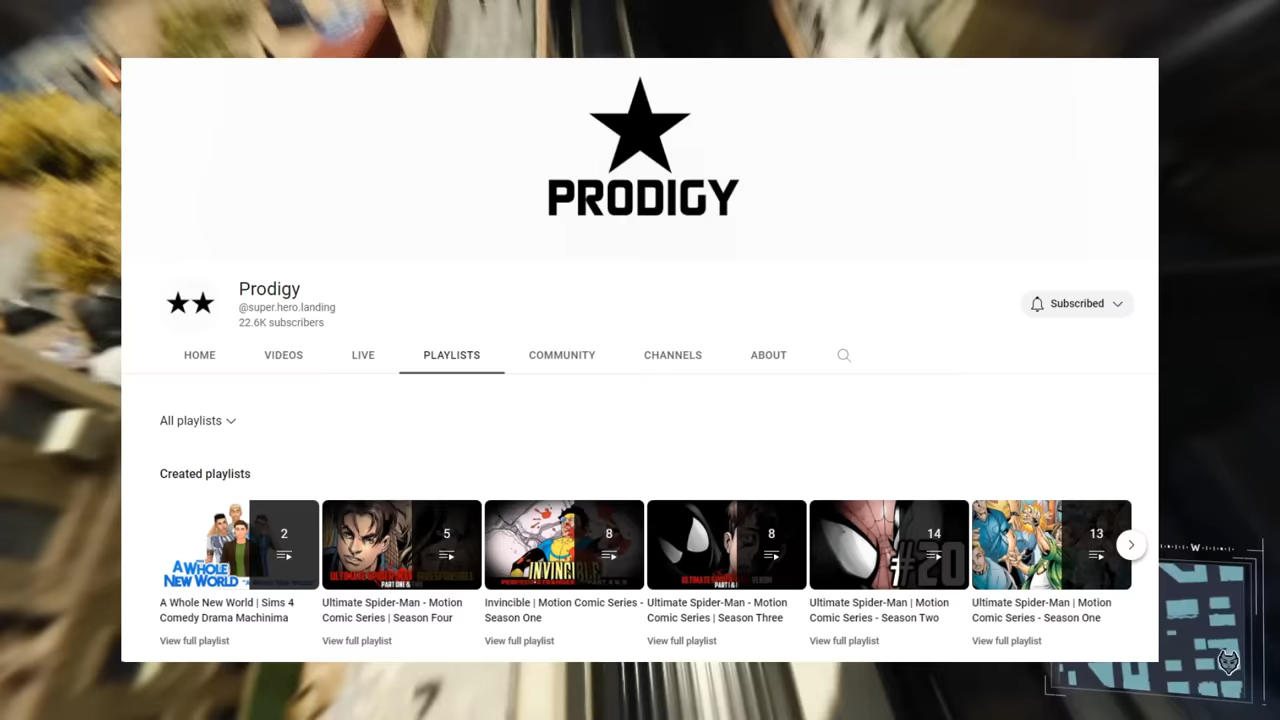 PRODIGY
Prodigy
@super.hero.landing
22.6K subscribers
Subscribed
HOME VIDEOS LIVE PLAYLISTS COMMUNITY CHANNELS ABOUT
All playlists
Created playlists
2 5 8 8 14 13
A WHOLE
NEW WORLD
PART ONE &
INVINCIBLE
PART I &
VENOM
#20
A Whole New World | Sims 4
Comedy Drama Machinima
View full playlist
Ultimate Spider-Man - Motion
Comic Series | Season Four
View full playlist
Invincible | Motion Comic Series -
Season One
View full playlist
Ultimate Spider-Man - Motion
Comic Series | Season Three
View full playlist
Ultimate Spider-Man | Motion
Comic Series - Season Two
View full playlist
Ultimate Spider-Man | Motion
Comic Series - Season One
View full playlist
W